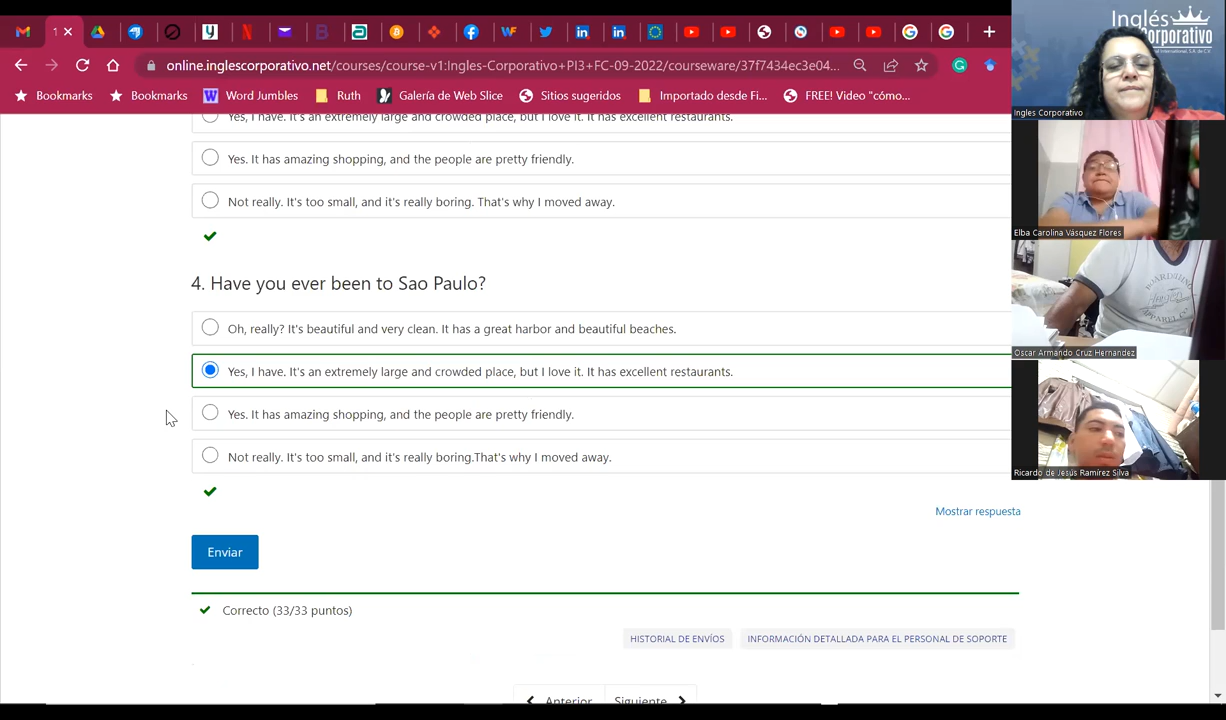 1
online.inglescorporativo.net/courses/course-v1:Ingles-Corporativo+PI3+FC-09-2022/courseware/37f7434ec3e04...
Bookmarks
Bookmarks
Word Jumbles
Ruth
Galería de Web Slice
Sitios sugeridos
Importado desde Fi...
FREE! Video "cómo...
Inglés
Corporativo
Ingles Corporativo
Elba Carolina Vásquez Flores
Oscar Armando Cruz Hernandez
Ricardo de Jesús Ramírez Silva
Yes, I have. It's an extremely large and crowded place, but I love it. It has excellent restaurants.
Yes. It has amazing shopping, and the people are pretty friendly.
Not really. It's too small, and it's really boring. That's why I moved away.
4. Have you ever been to Sao Paulo?
Oh, really? It's beautiful and very clean. It has a great harbor and beautiful beaches.
Yes, I have. It's an extremely large and crowded place, but I love it. It has excellent restaurants.
Yes. It has amazing shopping, and the people are pretty friendly.
Not really. It's too small, and it's really boring.That's why I moved away.
Mostrar respuesta
Enviar
Correcto (33/33 puntos)
HISTORIAL DE ENVÍOS
INFORMACIÓN DETALLADA PARA EL PERSONAL DE SOPORTE
Anterior
Siguiente